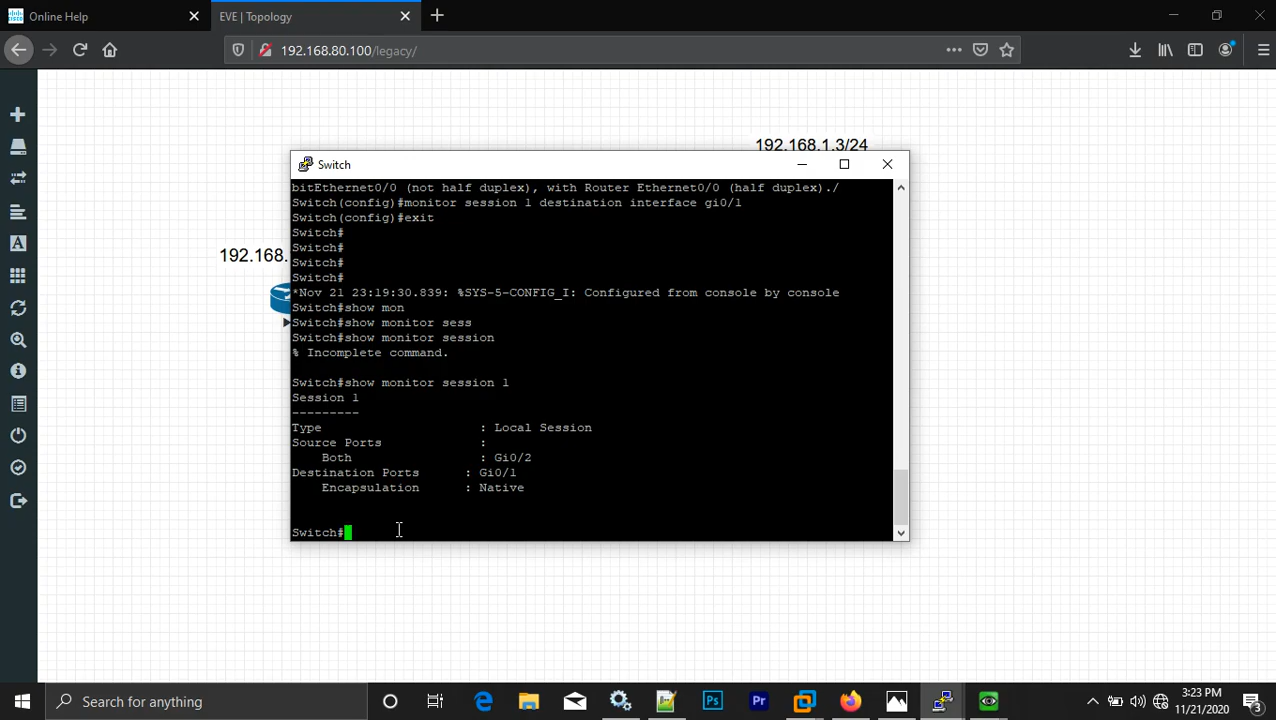 Online Help
EVE | Topology
192.168.80.100/legacy/
192.168.1.3/24
192.168.
Switch
bitEthernet0/0 (not half duplex), with Router Ethernet0/0 (half duplex)./
Switch(config)#monitor session 1 destination interface gi0/1
Switch(config)#exit
Switch#
Switch#
Switch#
Switch#
*Nov 21 23:19:30.839: %SYS-5-CONFIG_I: Configured from console by console
Switch#show mon
Switch#show monitor sess
Switch#show monitor session
% Incomplete command.
Switch#show monitor session 1
Session 1
---------
Type : Local Session
Source Ports :
Both : Gi0/2
Destination Ports : Gi0/1
Encapsulation : Native
Switch#
Search for anything
Ps
Pr
3:23 PM
11/21/2020
3